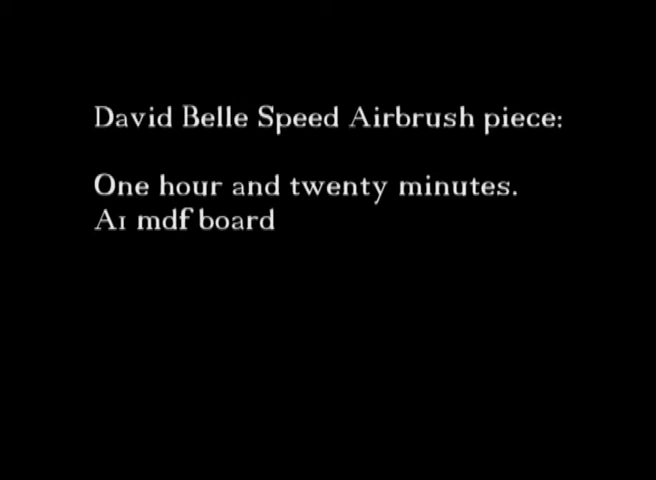 David Belle Speed Airbrush piece:
One hour and twenty minutes.
A1 mdf board